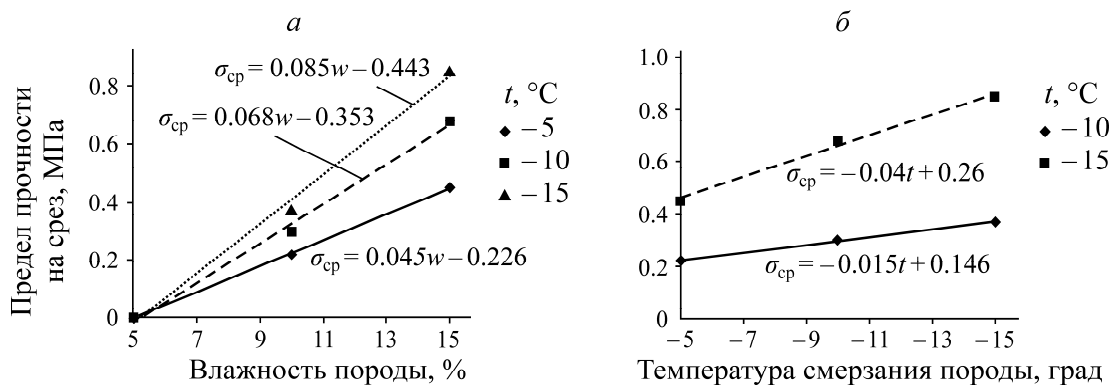 а
Предел прочности
на срез, МПа
0.8
0.6
0.4
0.2
0
5 7 9 11 13 15
Влажность породы, %
σср = 0.085w – 0.443
σср = 0.068w – 0.353
σср = 0.045w – 0.226
t, °C
–5
–10
–15
б
1.0
0.8
0.6
0.4
0.2
0
–5 –7 –9 –11 –13 –15
Температура смерзания породы, град
σср = –0.04t + 0.26
σср = –0.015t + 0.146
t, °C
–10
–15